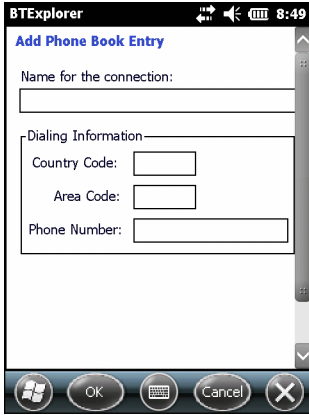 BTExplorer 8:49
Add Phone Book Entry
Name for the connection:
Dialing Information
Country Code:
Area Code:
Phone Number:
OK Cancel